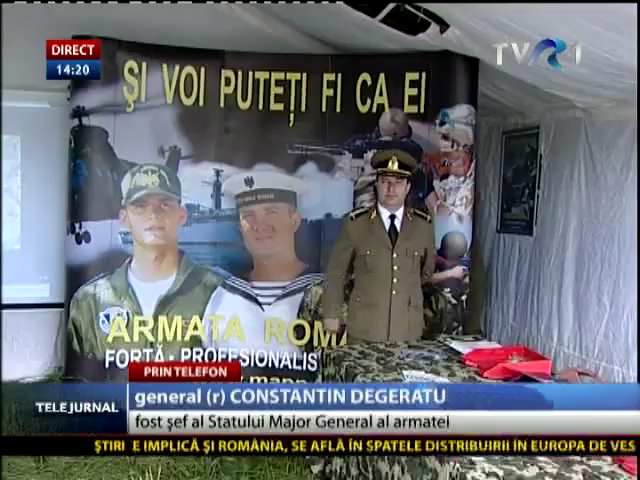 DIRECT
14:20
TVR1
ŞI VOI PUTEŢI FI CA EI
ARMATA ROM
FORŢĂ · PROFESIONALIS
PRIN TELEFON
TELEJURNAL
general (r) CONSTANTIN DEGERATU
fost şef al Statului Major General al armatei
ŞTIRI E IMPLICĂ ŞI ROMÂNIA, SE AFLĂ ÎN SPATELE DISTRIBUIRII ÎN EUROPA DE VES